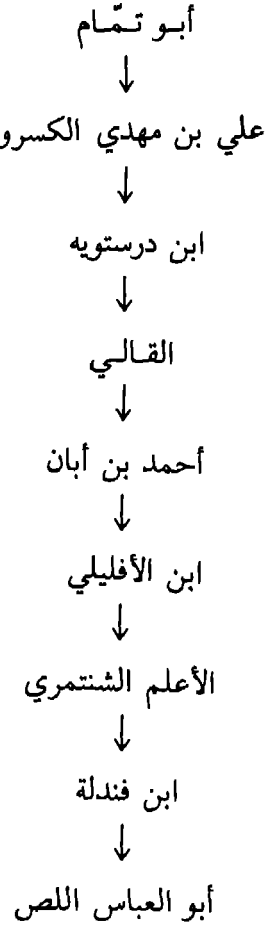 أبو تمّام
↓
علي بن مهدي الكسرو
↓
ابن درستويه
↓
القالي
↓
أحمد بن أبان
↓
ابن الأفليلي
↓
الأعلم الشنتمري
↓
ابن فندلة
↓
أبو العباس اللص